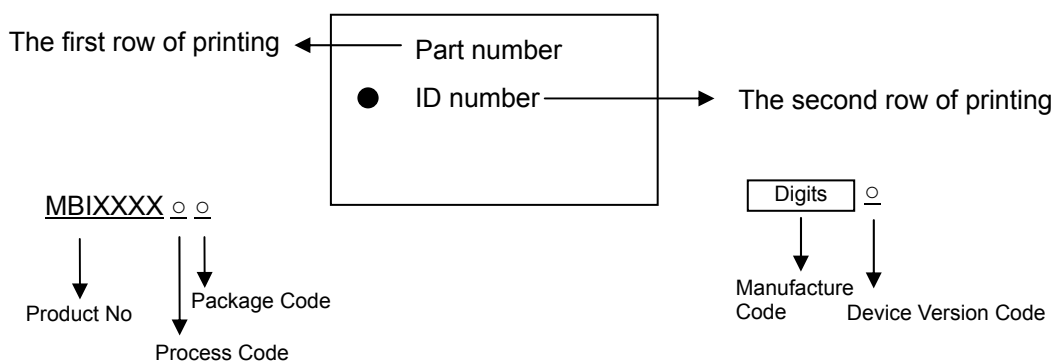 The first row of printing
Part number
ID number
The second row of printing
MBIXXXX ○ ○
Digits ○
Product No
Package Code
Process Code
Manufacture
Code
Device Version Code